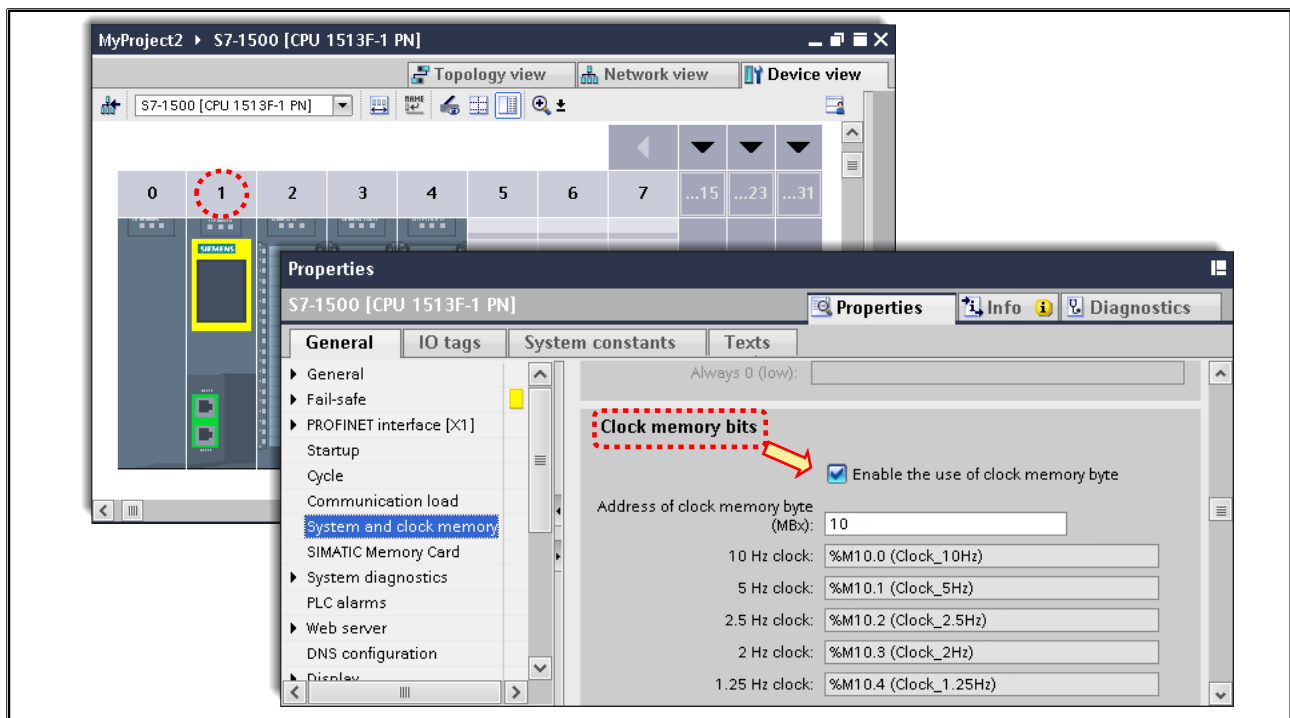 MyProject2 ▸ S7-1500 [CPU 1513F-1 PN]
Topology view Network view Device view
S7-1500 [CPU 1513F-1 PN]
0 1 2 3 4 5 6 7 ...15 ...23 ...31
SIEMENS
Properties
S7-1500 [CPU 1513F-1 PN]
Properties Info Diagnostics
General IO tags System constants Texts
General
Fail-safe
PROFINET interface [X1]
Startup
Cycle
Communication load
System and clock memory
SIMATIC Memory Card
System diagnostics
PLC alarms
Web server
DNS configuration
Display
Always 0 (low):
Clock memory bits
Enable the use of clock memory byte
Address of clock memory byte
(MBx): 10
10 Hz clock: %M10.0 (Clock_10Hz)
5 Hz clock: %M10.1 (Clock_5Hz)
2.5 Hz clock: %M10.2 (Clock_2.5Hz)
2 Hz clock: %M10.3 (Clock_2Hz)
1.25 Hz clock: %M10.4 (Clock_1.25Hz)